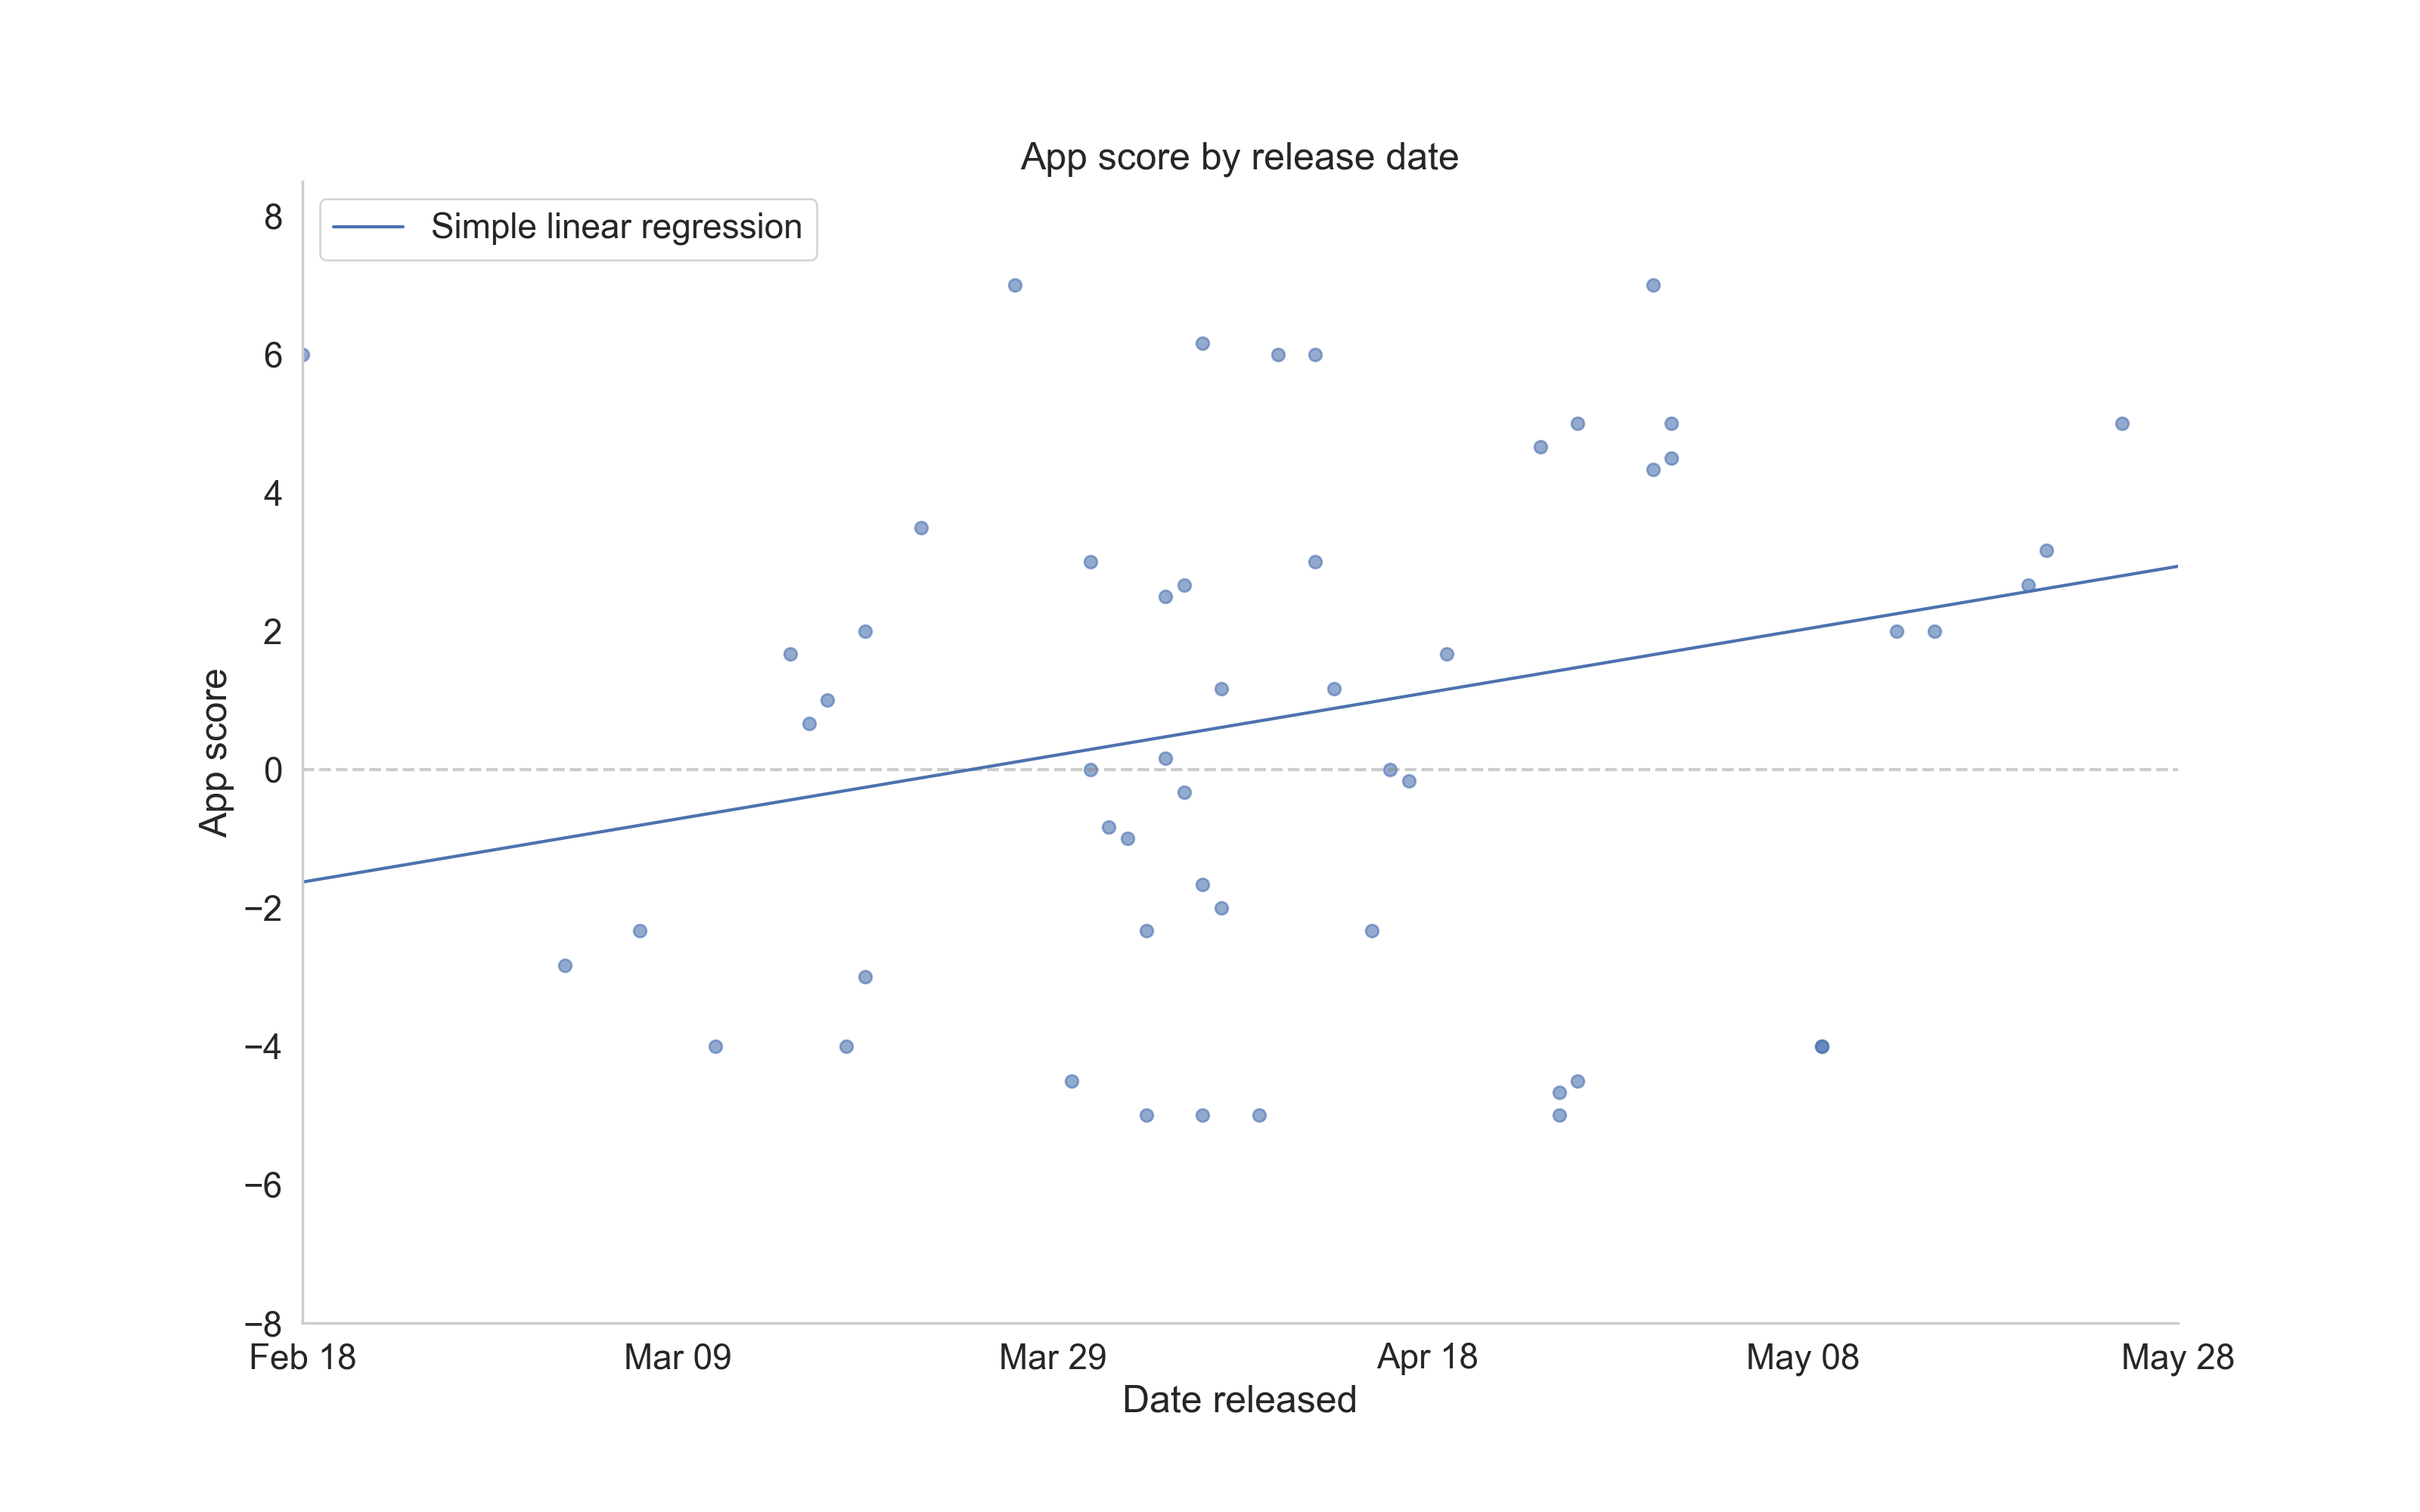 App score by release date
Simple linear regression
8
6
4
2
0
−2
−4
−6
−8
App score
Feb 18 Mar 09 Mar 29 Apr 18 May 08 May 28
Date released